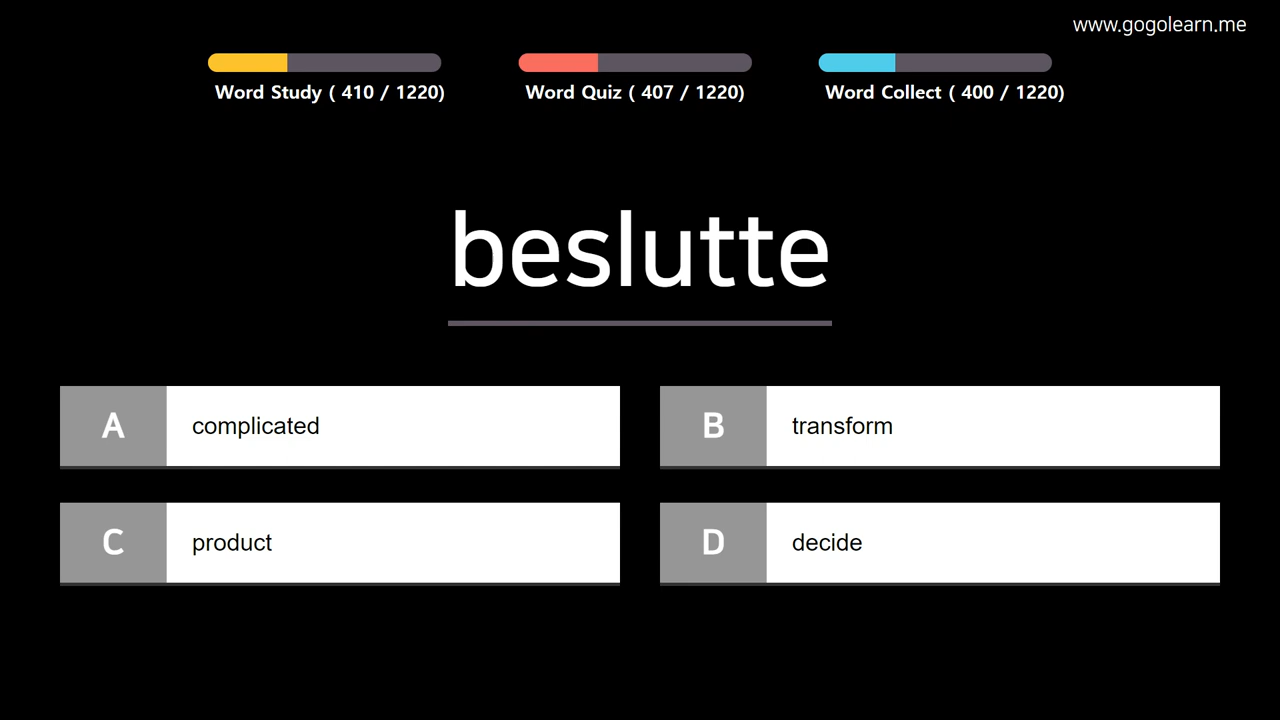 www.gogolearn.me
Word Study ( 410 / 1220)
Word Quiz ( 407 / 1220)
Word Collect ( 400 / 1220)
beslutte
A complicated
B transform
C product
D decide